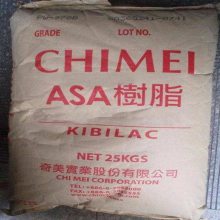 GRADE LOT NO.
CHIMEI
ASA樹脂
KIBILAC
NET 25KGS
奇美實業股份有限公司
CHI MEI CORPORATION